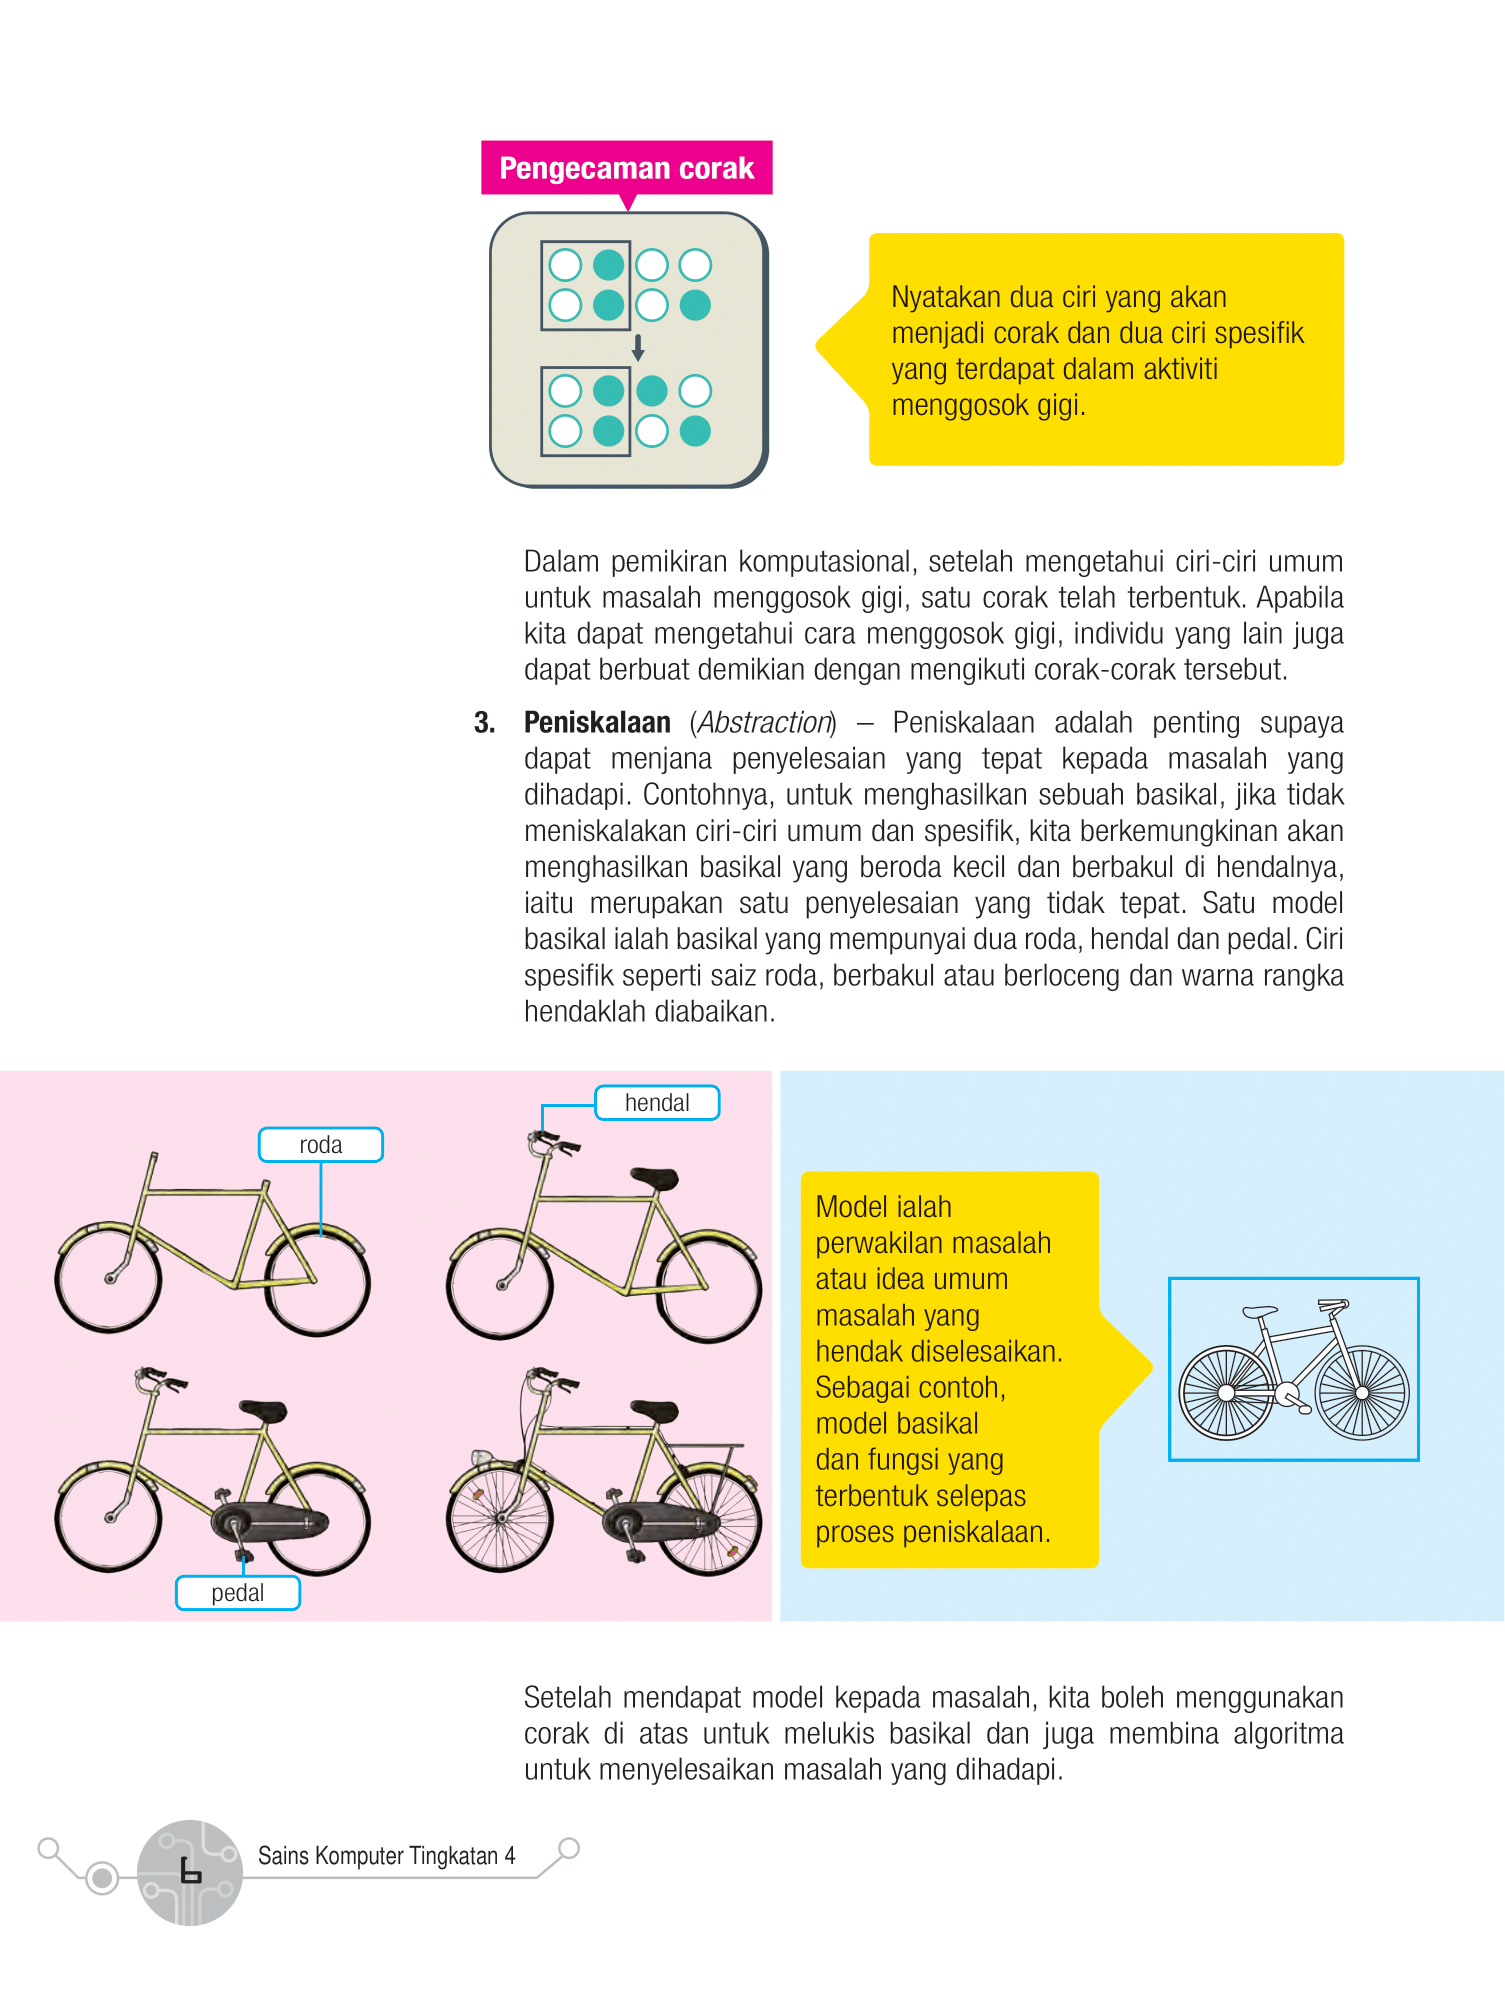 Pengecaman corak
Nyatakan dua ciri yang akan
menjadi corak dan dua ciri spesifik
yang terdapat dalam aktiviti
menggosok gigi.
Dalam pemikiran komputasional, setelah mengetahui ciri-ciri umum
untuk masalah menggosok gigi, satu corak telah terbentuk. Apabila
kita dapat mengetahui cara menggosok gigi, individu yang lain juga
dapat berbuat demikian dengan mengikuti corak-corak tersebut.
3. Peniskalaan (Abstraction) – Peniskalaan adalah penting supaya
dapat menjana penyelesaian yang tepat kepada masalah yang
dihadapi. Contohnya, untuk menghasilkan sebuah basikal, jika tidak
meniskalakan ciri-ciri umum dan spesifik, kita berkemungkinan akan
menghasilkan basikal yang beroda kecil dan berbakul di hendalnya,
iaitu merupakan satu penyelesaian yang tidak tepat. Satu model
basikal ialah basikal yang mempunyai dua roda, hendal dan pedal. Ciri
spesifik seperti saiz roda, berbakul atau berloceng dan warna rangka
hendaklah diabaikan.
hendal
roda
pedal
Model ialah
perwakilan masalah
atau idea umum
masalah yang
hendak diselesaikan.
Sebagai contoh,
model basikal
dan fungsi yang
terbentuk selepas
proses peniskalaan.
Setelah mendapat model kepada masalah, kita boleh menggunakan
corak di atas untuk melukis basikal dan juga membina algoritma
untuk menyelesaikan masalah yang dihadapi.
6
Sains Komputer Tingkatan 4